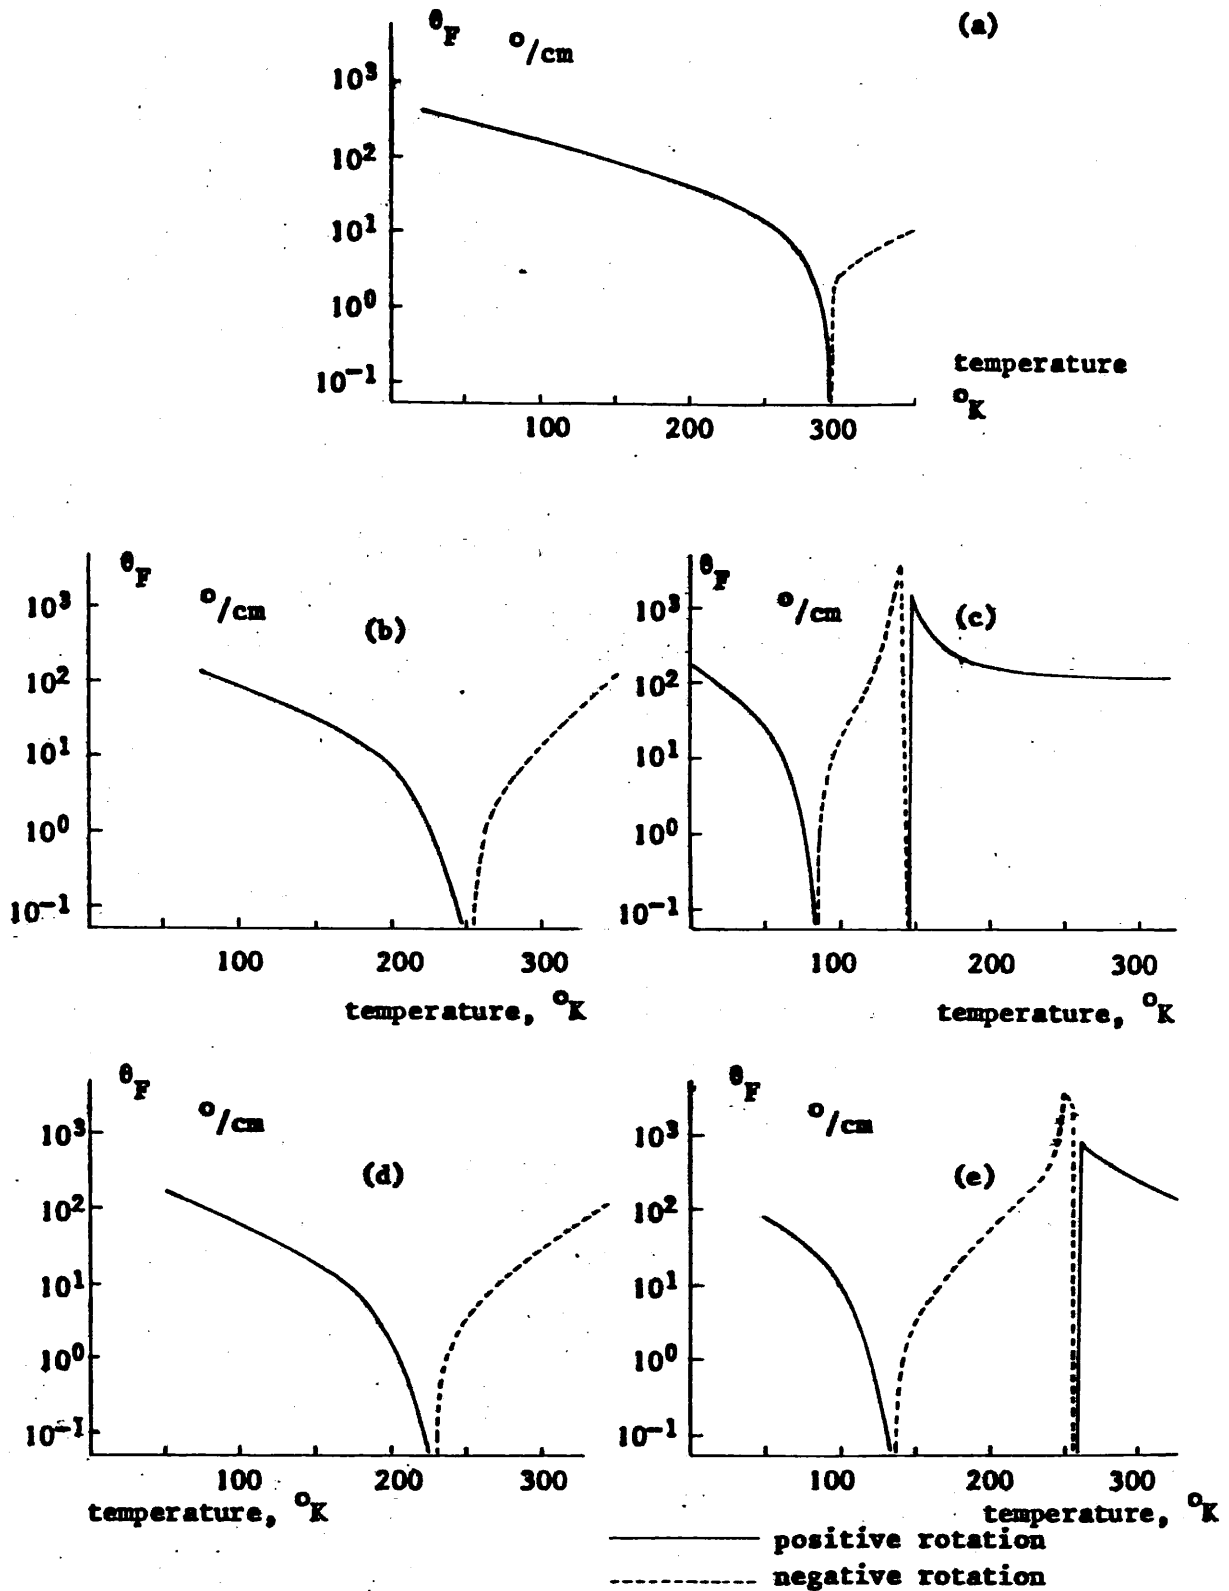 θF °/cm (a)
10³
10²
10¹
10⁰
10⁻¹
100 200 300
temperature
°K
θF °/cm (b)
10³
10²
10¹
10⁰
10⁻¹
100 200 300
temperature, °K
θF °/cm (c)
10³
10²
10¹
10⁰
10⁻¹
100 200 300
temperature, °K
θF °/cm (d)
10³
10²
10¹
10⁰
10⁻¹
100 200 300
temperature, °K
θF °/cm (e)
10³
10²
10¹
10⁰
10⁻¹
100 200 300
temperature, °K
positive rotation
negative rotation